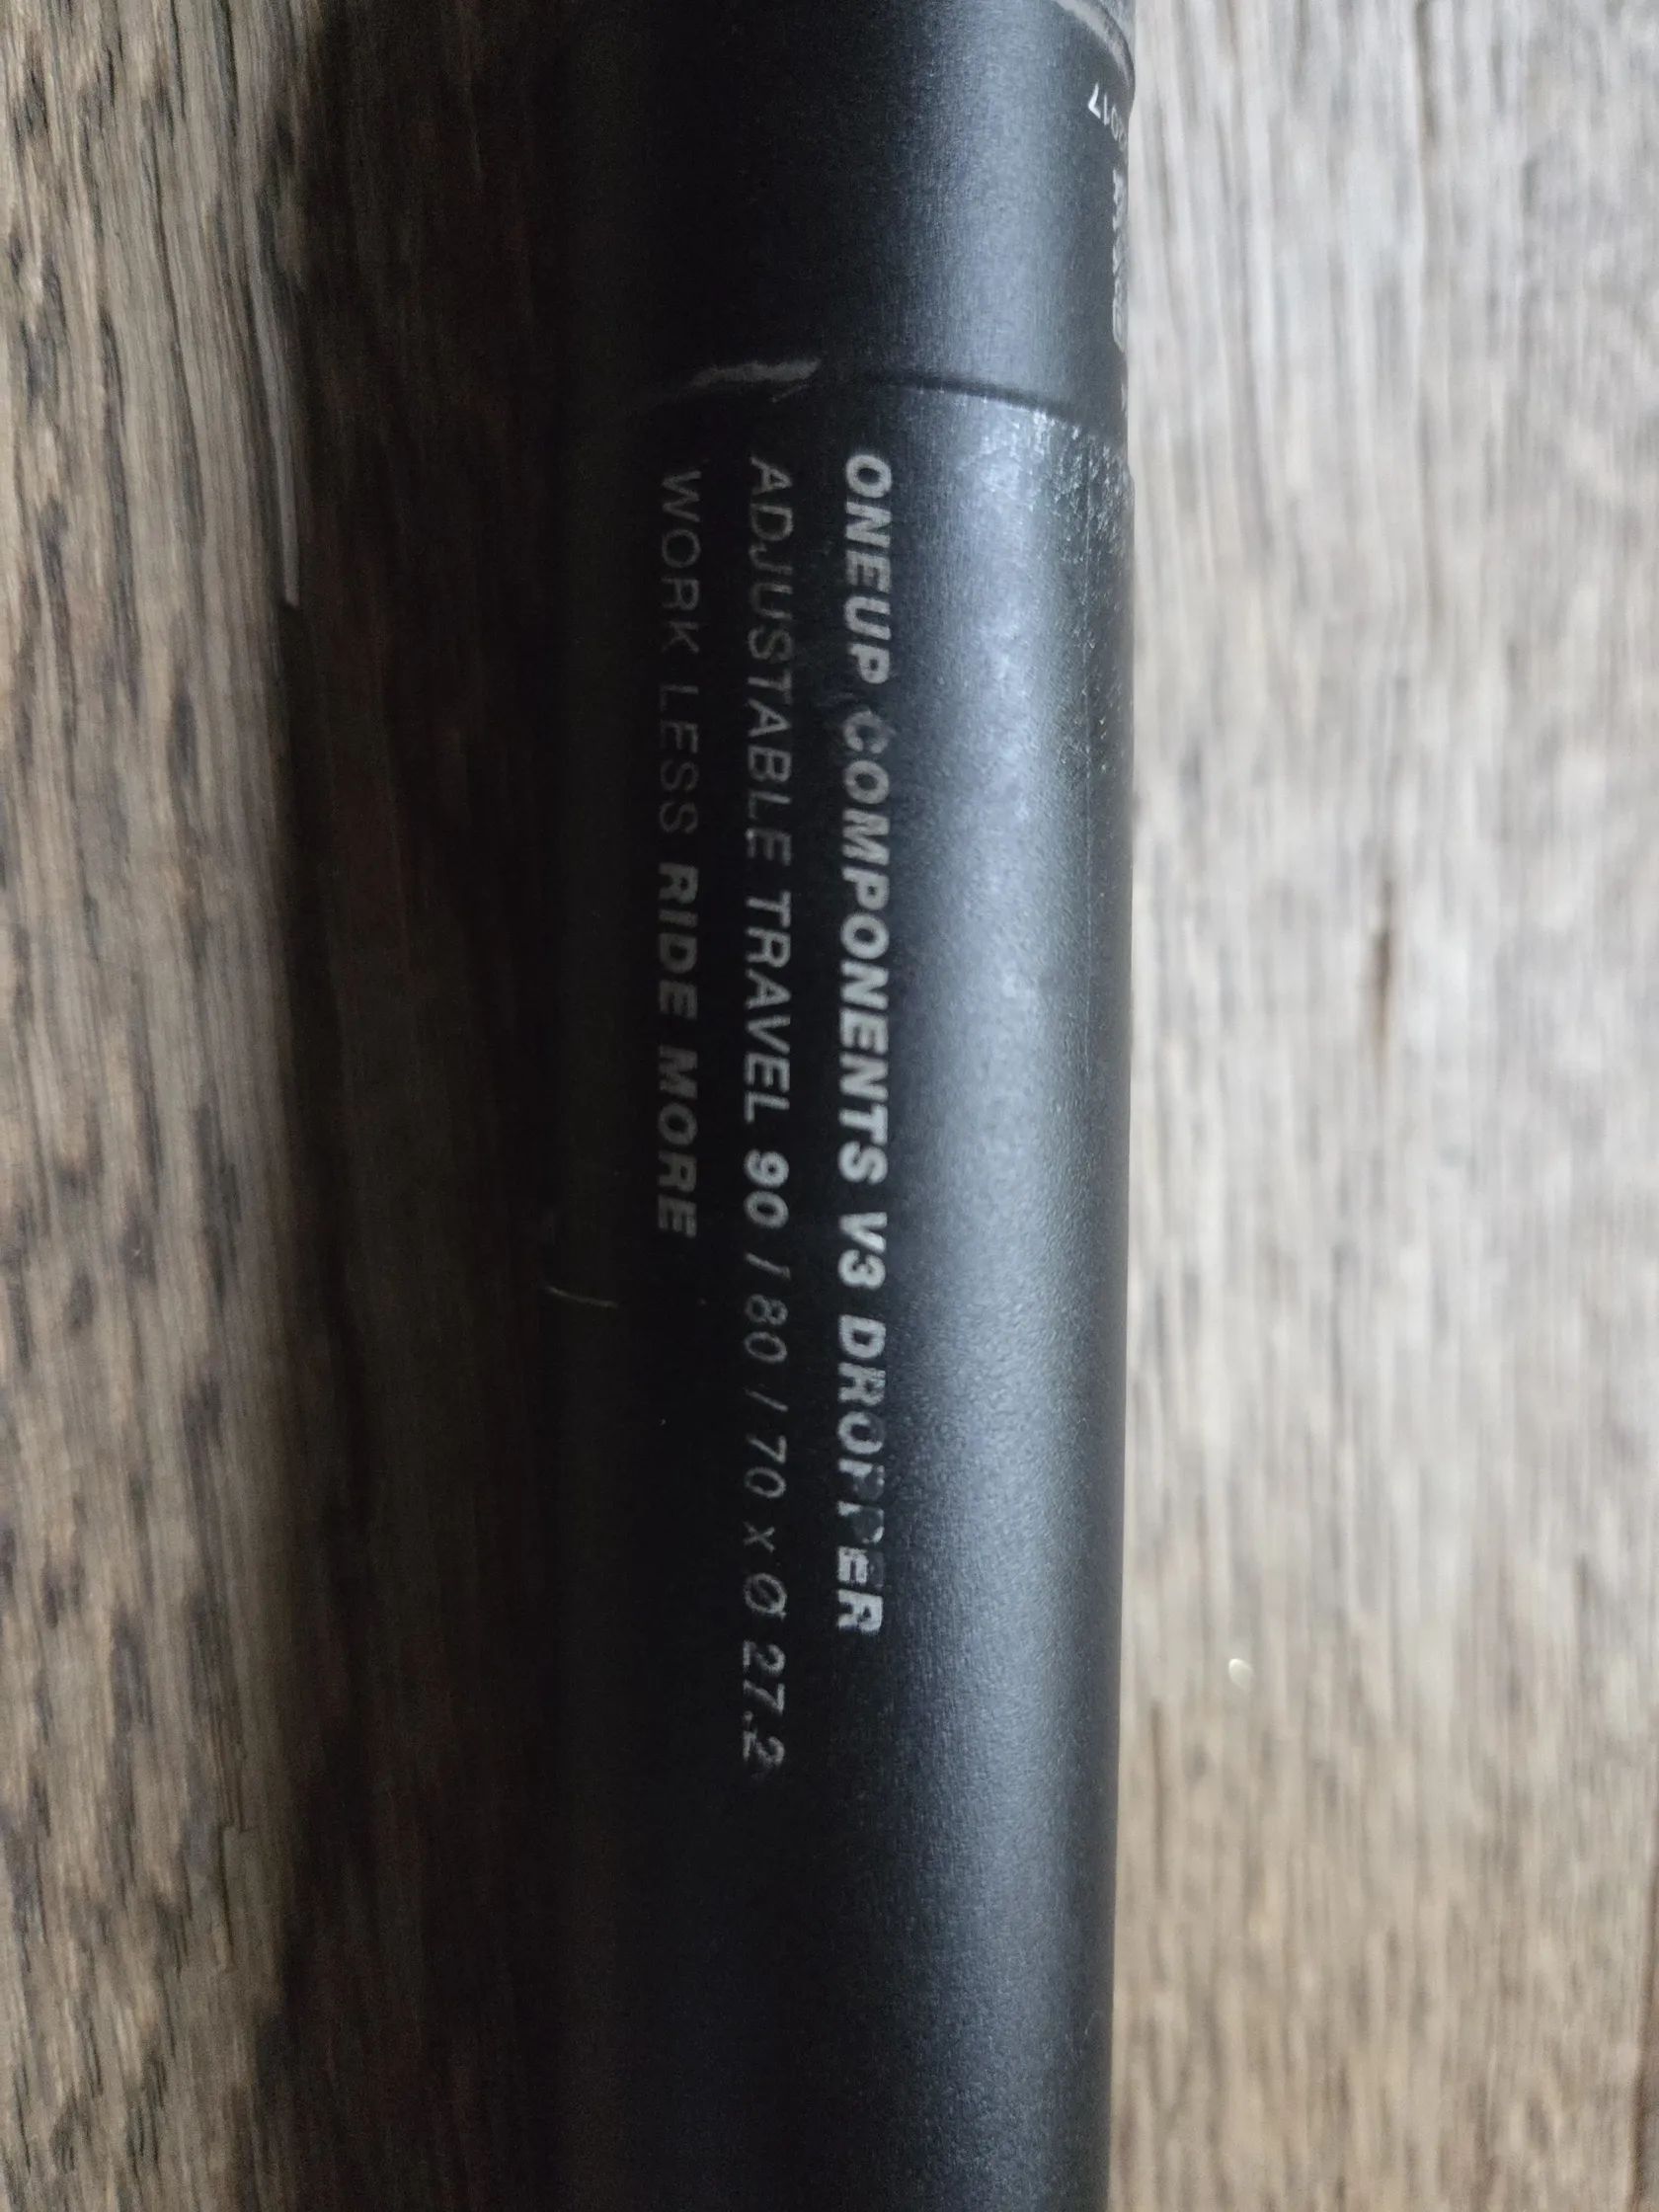 ONEUP COMPONENTS V3 DROPPER
ADJUSTABLE TRAVEL 90 / 80 / 70 x Ø 27.2
WORK LESS RIDE MORE